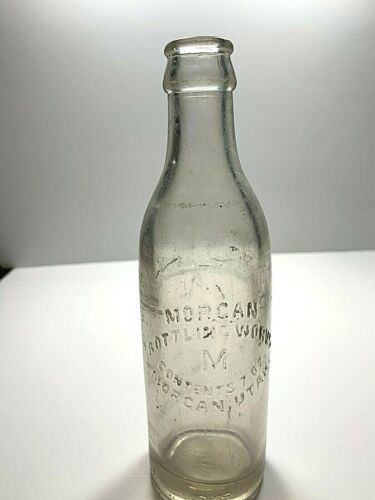 MORGAN
BOTTLING WORKS
M
CONTENTS 7 OZ.
MORGAN, UTAH